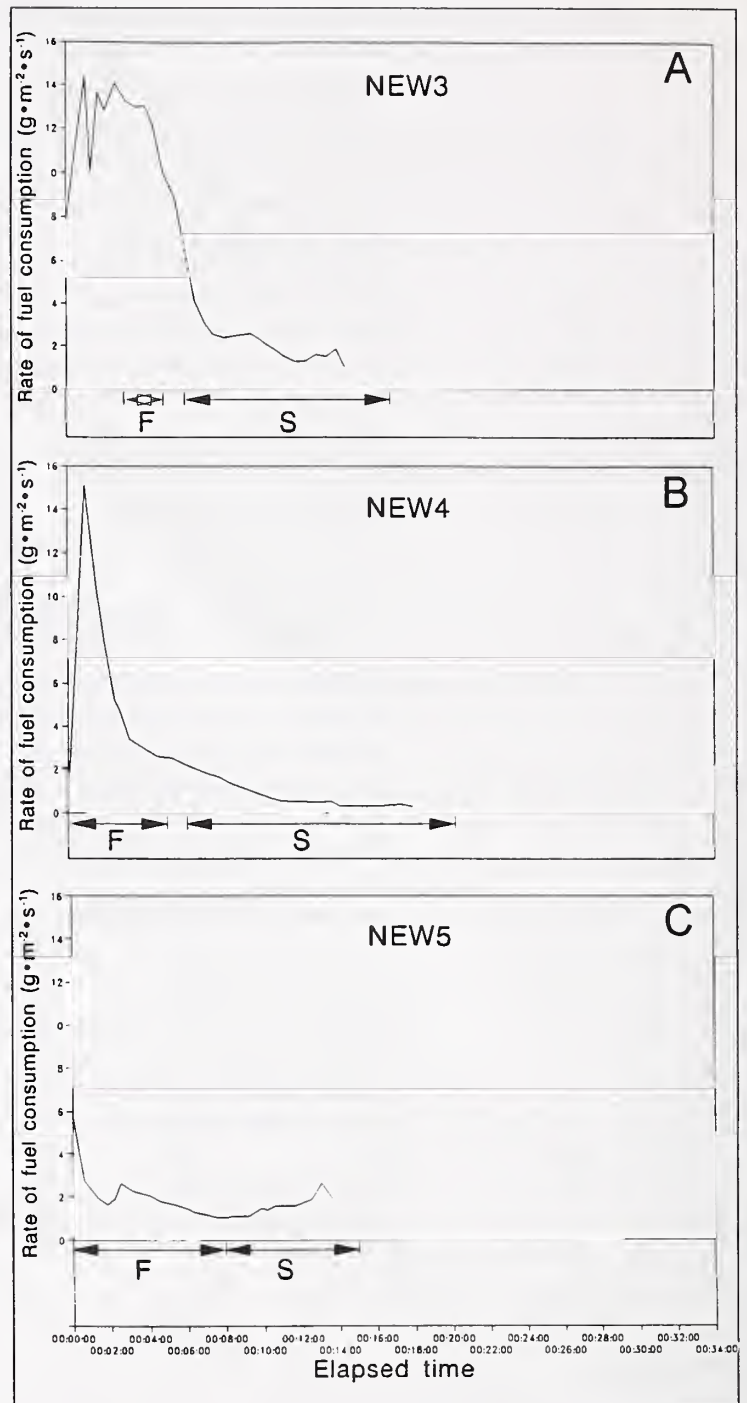 Rate of fuel consumption (g•m⁻²•s⁻¹)
16
14
12
0
8
6
4
2
0
NEW3
A
F
S
Rate of fuel consumption (g•m⁻²•s⁻¹)
16
14
12
10
8
6
4
2
0
NEW4
B
F
S
Rate of fuel consumption (g•m⁻²•s⁻¹)
16
14
12
0
6
4
2
0
NEW5
C
F
S
00:00:00 00:04:00 00:08:00 00:12:00 00:16:00 00:20:00 00:24:00 00:28:00 00:32:00
00:02:00 00:06:00 00:10:00 00:14:00 00:18:00 00:22:00 00:26:00 00:30:00 00:34:00
Elapsed time